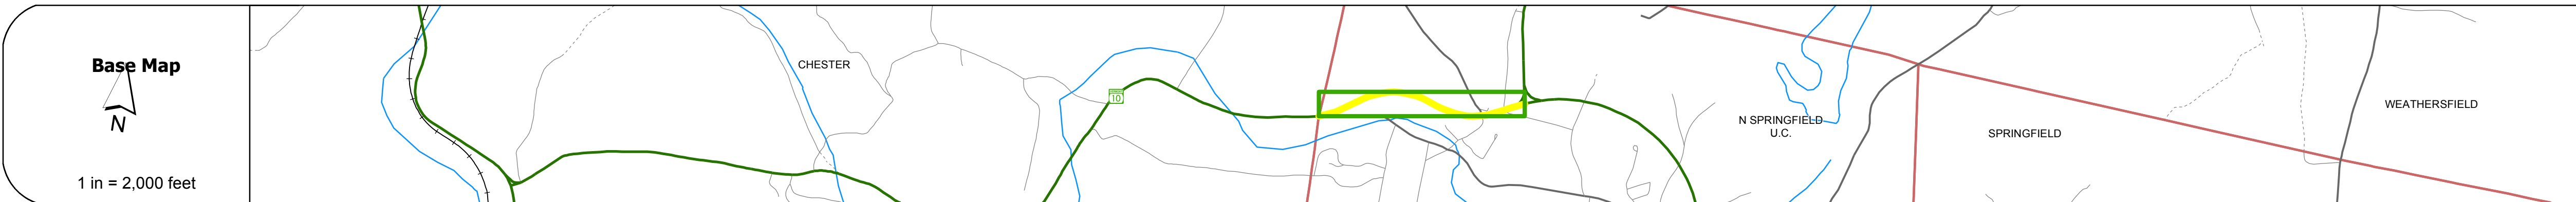 Base Map
N
1 in = 2,000 feet
CHESTER
10
N SPRINGFIELD
U.C.
SPRINGFIELD
WEATHERSFIELD